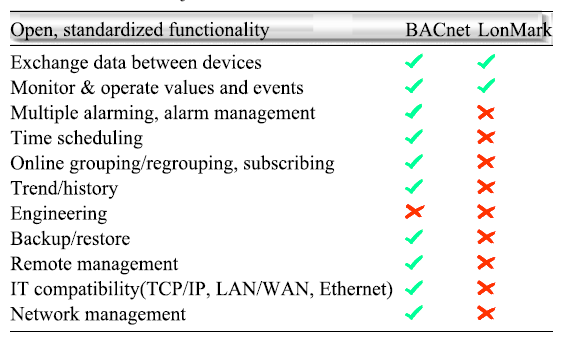 Open, standardized functionality BACnet LonMark
Exchange data between devices ✓ ✓
Monitor & operate values and events ✓ ✓
Multiple alarming, alarm management ✓ ✗
Time scheduling ✓ ✗
Online grouping/regrouping, subscribing ✓ ✗
Trend/history ✓ ✗
Engineering ✗ ✗
Backup/restore ✓ ✗
Remote management ✓ ✗
IT compatibility(TCP/IP, LAN/WAN, Ethernet) ✓ ✗
Network management ✓ ✗